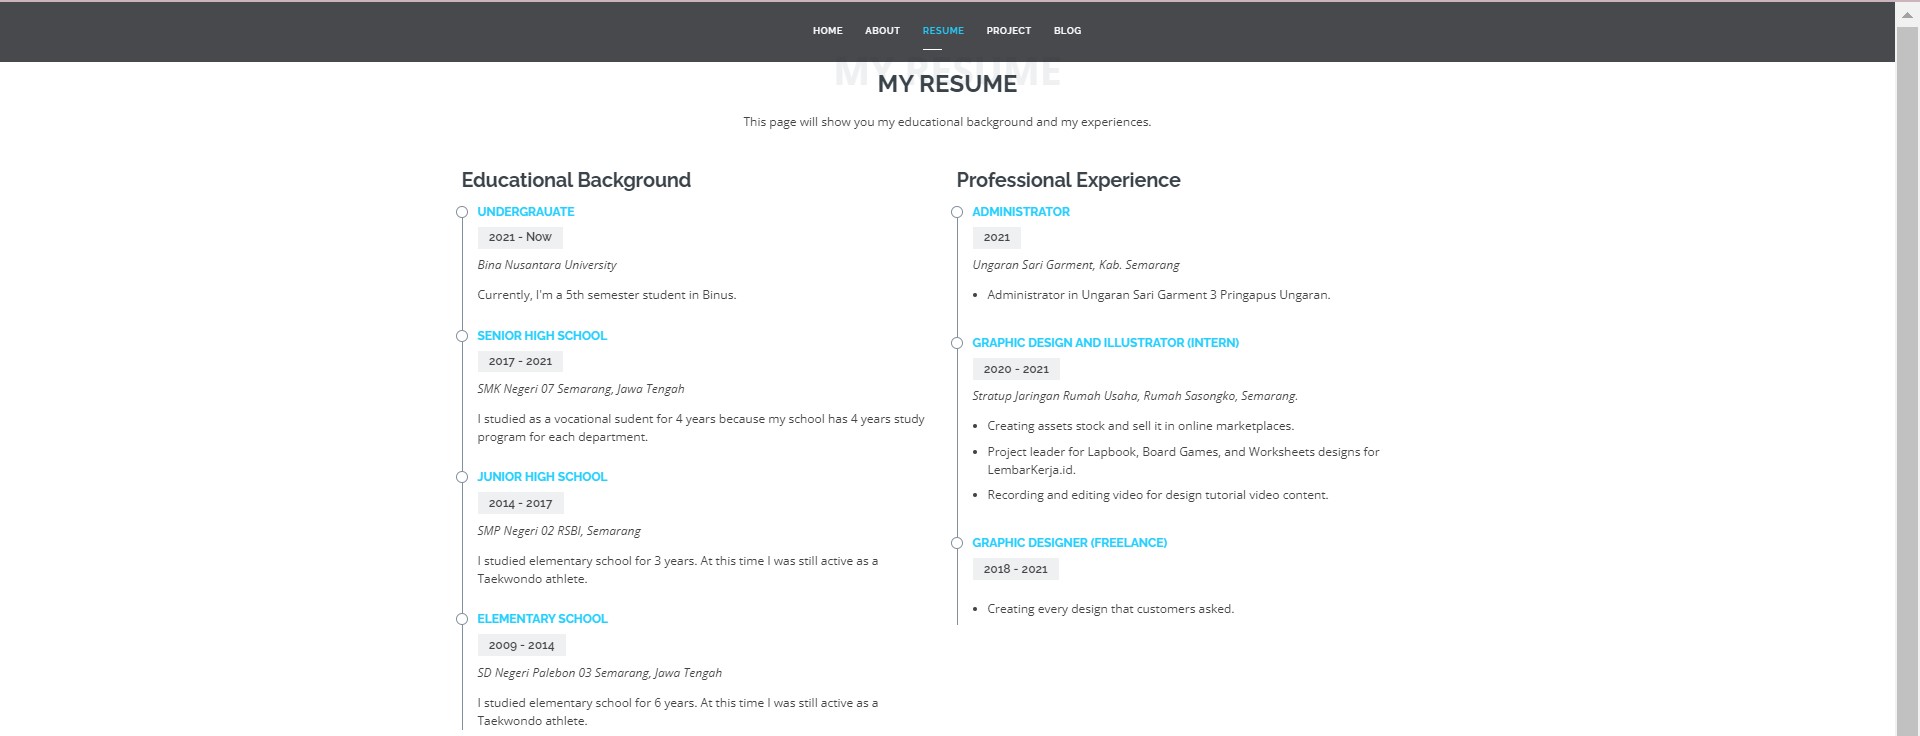 HOME ABOUT RESUME PROJECT BLOG
MY RESUME
MY RESUME
This page will show you my educational background and my experiences.
Educational Background
UNDERGRAUATE
2021 - Now
Bina Nusantara University
Currently, I'm a 5th semester student in Binus.
SENIOR HIGH SCHOOL
2017 - 2021
SMK Negeri 07 Semarang, Jawa Tengah
I studied as a vocational sudent for 4 years because my school has 4 years study
program for each department.
JUNIOR HIGH SCHOOL
2014 - 2017
SMP Negeri 02 RSBI, Semarang
I studied elementary school for 3 years. At this time I was still active as a
Taekwondo athlete.
ELEMENTARY SCHOOL
2009 - 2014
SD Negeri Palebon 03 Semarang, Jawa Tengah
I studied elementary school for 6 years. At this time I was still active as a
Taekwondo athlete.
Professional Experience
ADMINISTRATOR
2021
Ungaran Sari Garment, Kab. Semarang
• Administrator in Ungaran Sari Garment 3 Pringapus Ungaran.
GRAPHIC DESIGN AND ILLUSTRATOR (INTERN)
2020 - 2021
Stratup Jaringan Rumah Usaha, Rumah Sasongko, Semarang.
• Creating assets stock and sell it in online marketplaces.
• Project leader for Lapbook, Board Games, and Worksheets designs for
LembarKerja.id.
• Recording and editing video for design tutorial video content.
GRAPHIC DESIGNER (FREELANCE)
2018 - 2021
• Creating every design that customers asked.